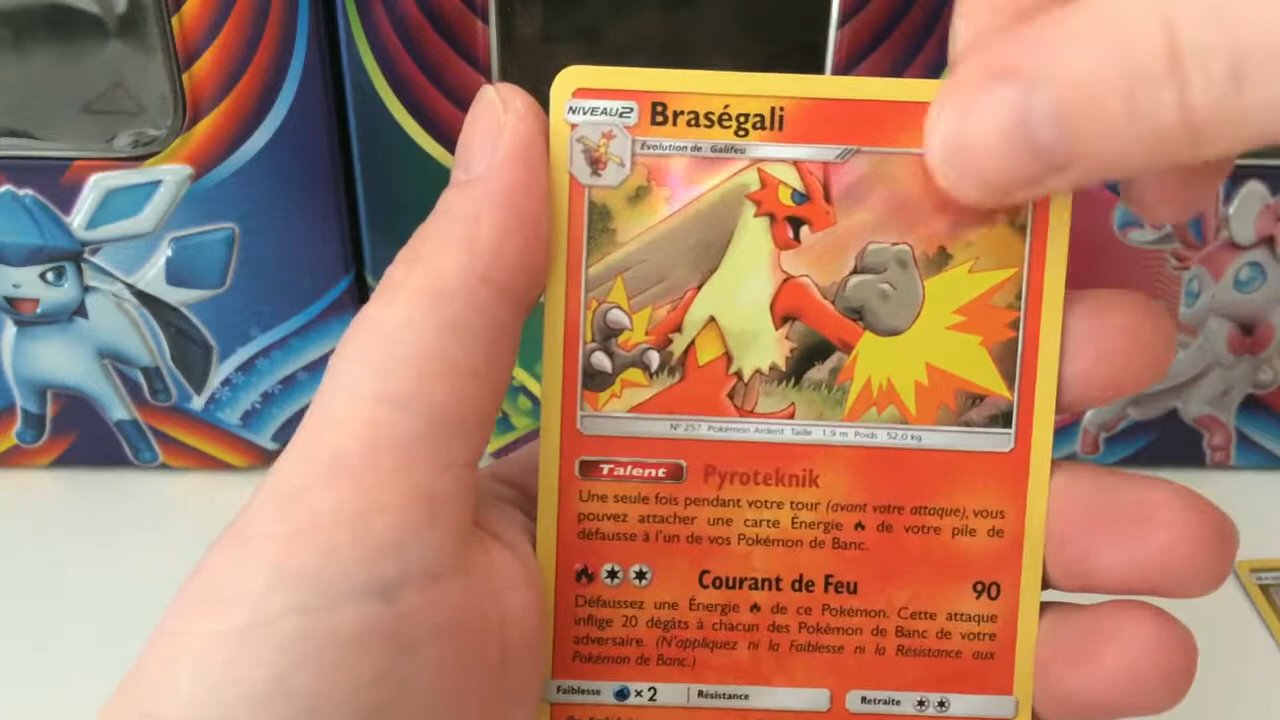 NIVEAU2 Braségali
Évolution de : Galifeu
N° 257 Pokémon Ardent Taille : 1,9 m Poids : 52,0 kg
Talent Pyroteknik
Une seule fois pendant votre tour (avant votre attaque), vous
pouvez attacher une carte Énergie de votre pile de
défausse à l'un de vos Pokémon de Banc.
Courant de Feu 90
Défaussez une Énergie de ce Pokémon. Cette attaque
inflige 20 dégâts à chacun des Pokémon de Banc de votre
adversaire. (N'appliquez ni la Faiblesse ni la Résistance aux
Pokémon de Banc.)
Faiblesse ×2 Résistance Retraite